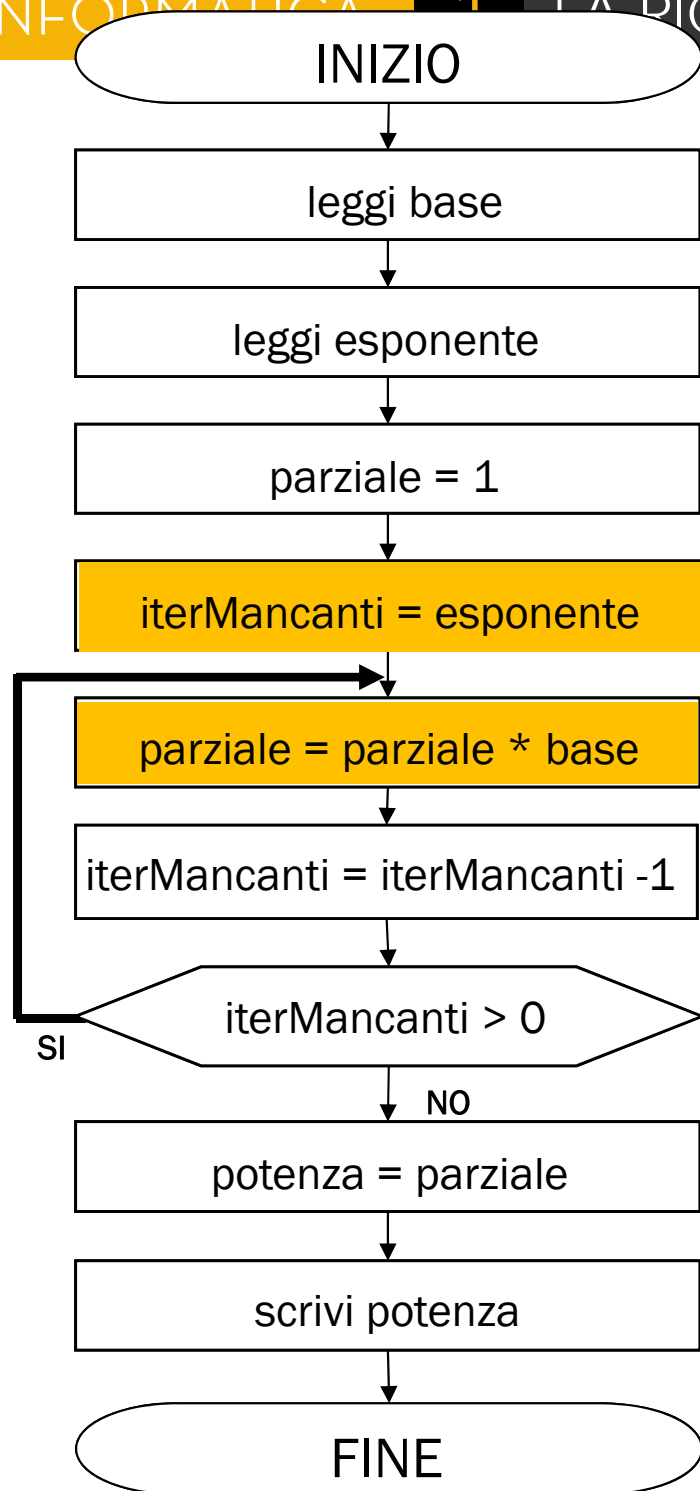 INFORMATICA
INIZIO
leggi base
leggi esponente
parziale = 1
iterMancanti = esponente
parziale = parziale * base
iterMancanti = iterMancanti -1
iterMancanti > 0
SI
NO
potenza = parziale
scrivi potenza
FINE